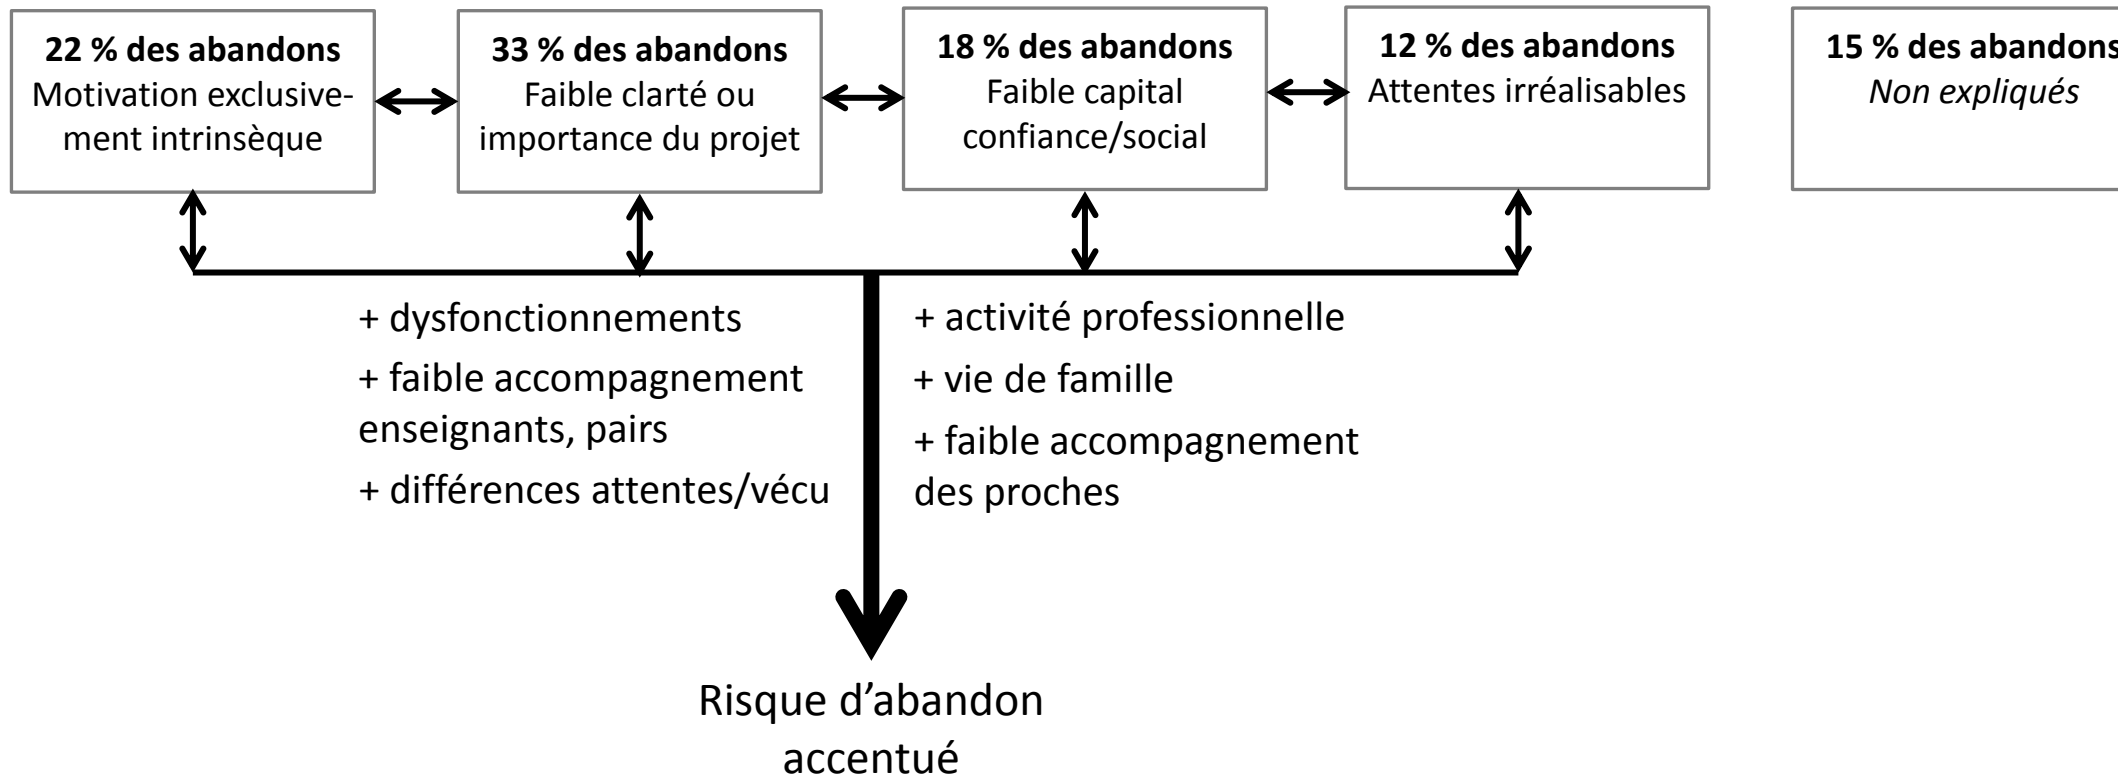 22 % des abandons
Motivation exclusive-
ment intrinsèque
33 % des abandons
Faible clarté ou
importance du projet
18 % des abandons
Faible capital
confiance/social
12 % des abandons
Attentes irréalisables
15 % des abandons
Non expliqués
+ dysfonctionnements
+ faible accompagnement
enseignants, pairs
+ différences attentes/vécu
+ activité professionnelle
+ vie de famille
+ faible accompagnement
des proches
Risque d’abandon
accentué